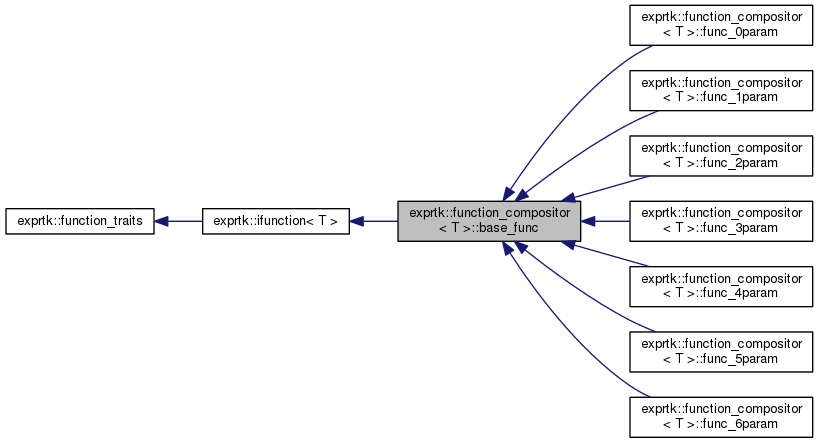 exprtk::function_traits
exprtk::ifunction< T >
exprtk::function_compositor
< T >::base_func
exprtk::function_compositor
< T >::func_0param
exprtk::function_compositor
< T >::func_1param
exprtk::function_compositor
< T >::func_2param
exprtk::function_compositor
< T >::func_3param
exprtk::function_compositor
< T >::func_4param
exprtk::function_compositor
< T >::func_5param
exprtk::function_compositor
< T >::func_6param